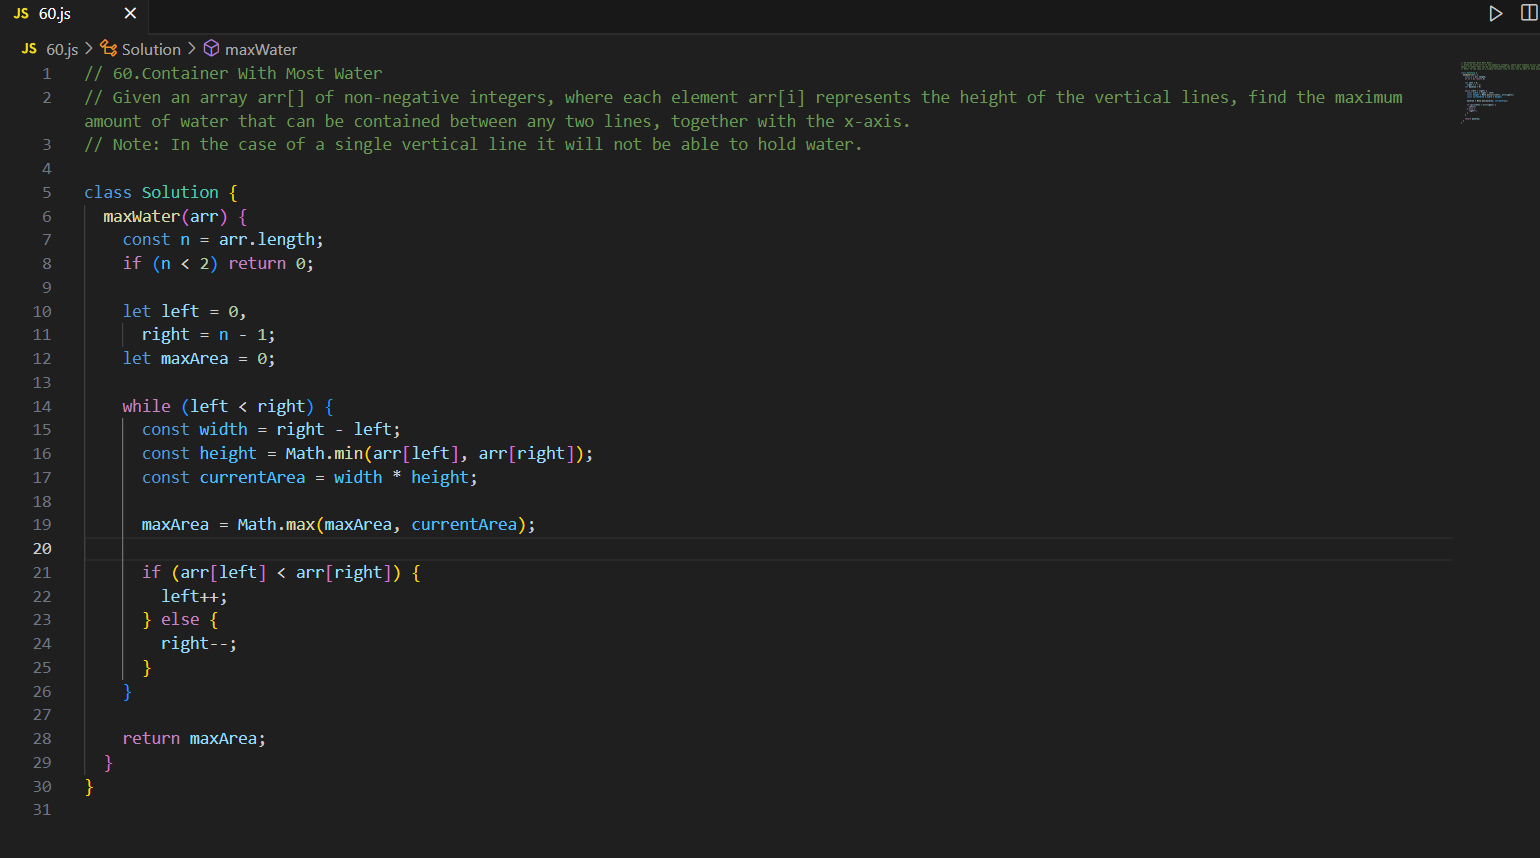 JS 60.js
JS 60.js > Solution > maxWater
1 // 60.Container With Most Water
2 // Given an array arr[] of non-negative integers, where each element arr[i] represents the height of the vertical lines, find the maximum
amount of water that can be contained between any two lines, together with the x-axis.
3 // Note: In the case of a single vertical line it will not be able to hold water.
4
5 class Solution {
6   maxWater(arr) {
7     const n = arr.length;
8     if (n < 2) return 0;
9
10     let left = 0,
11       right = n - 1;
12     let maxArea = 0;
13
14     while (left < right) {
15       const width = right - left;
16       const height = Math.min(arr[left], arr[right]);
17       const currentArea = width * height;
18
19       maxArea = Math.max(maxArea, currentArea);
20
21       if (arr[left] < arr[right]) {
22         left++;
23       } else {
24         right--;
25       }
26     }
27
28     return maxArea;
29   }
30 }
31